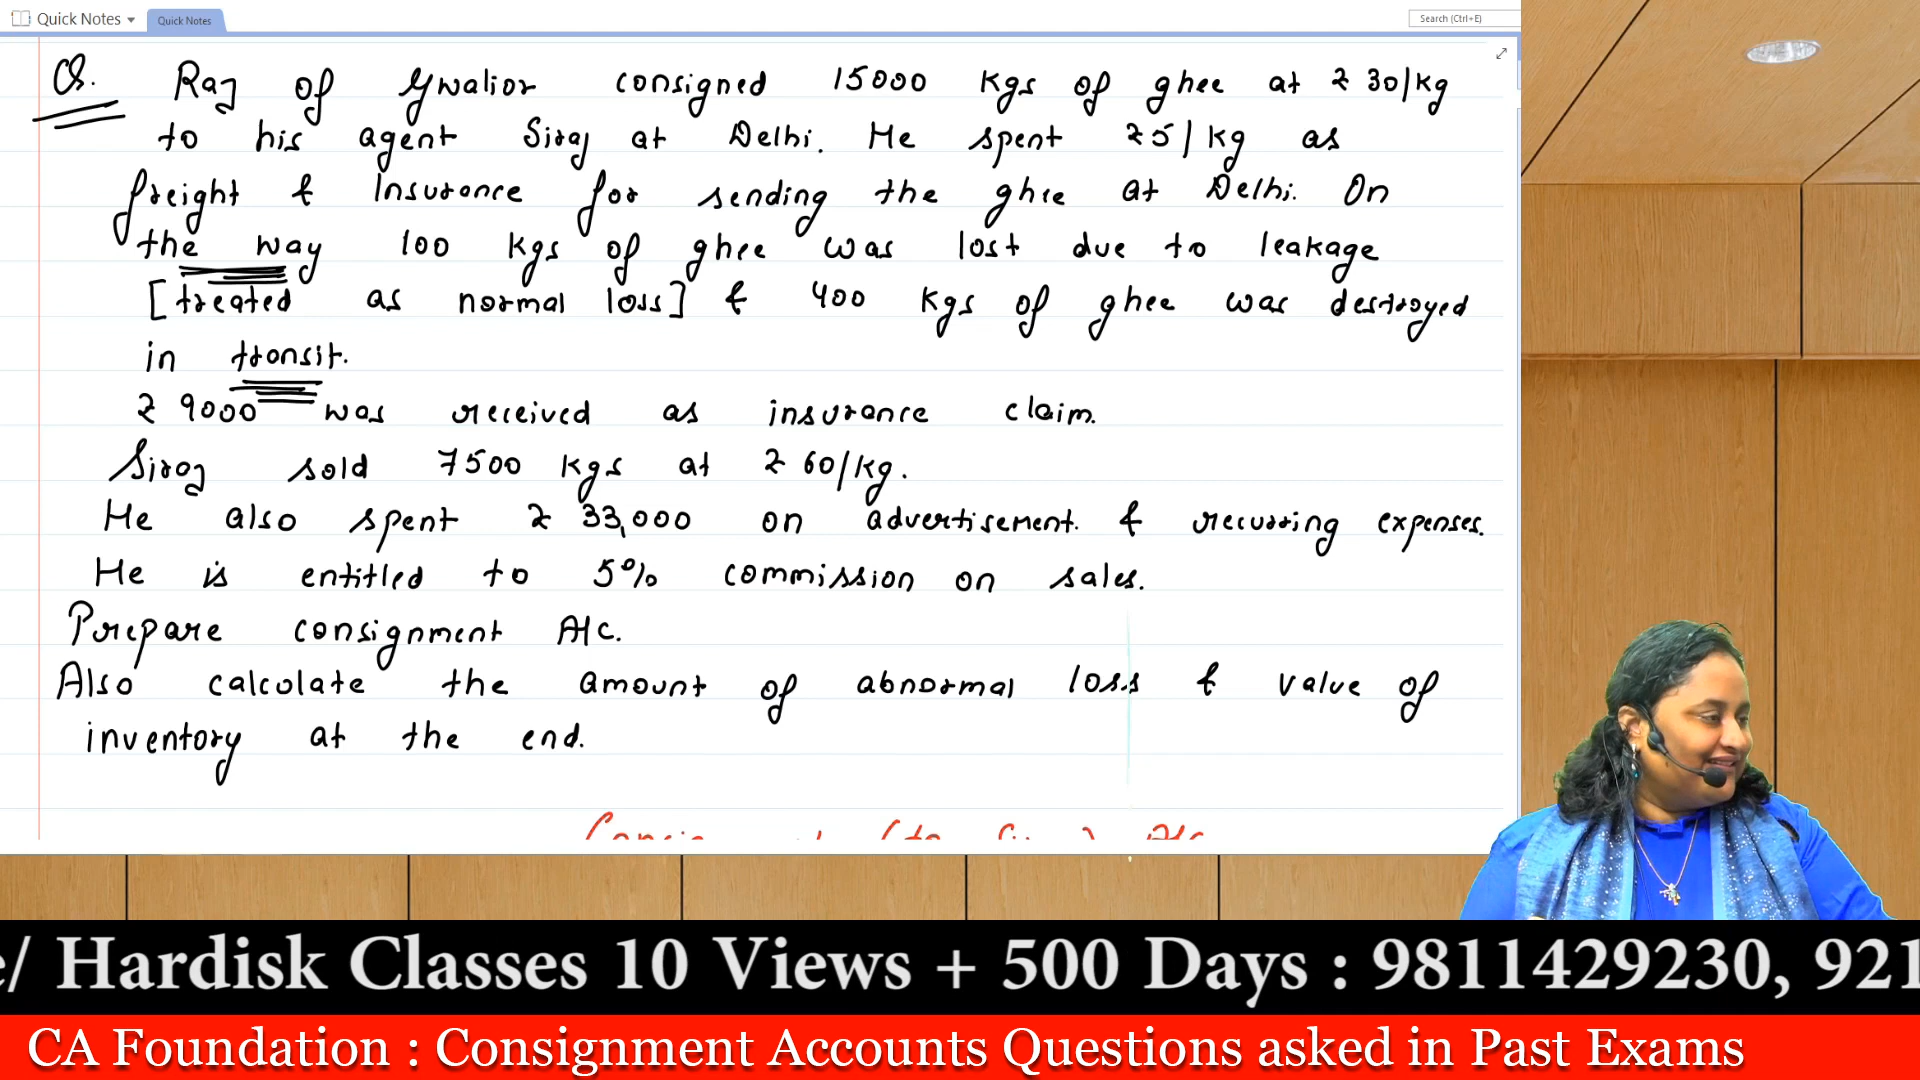 Quick Notes
Quick Notes
Search (Ctrl+E)
Q. Raj of Gwalior consigned 15000 kgs of ghee at ₹ 30/kg
to his agent Siraj at Delhi. He spent ₹5/kg as
freight & Insurance for sending the ghee at Delhi. On
the way 100 kgs of ghee was lost due to leakage
[treated as normal loss] & 400 kgs of ghee was destroyed
in transit.
₹ 9000 was received as insurance claim.
Siraj sold 7500 kgs at ₹ 60/kg.
He also spent ₹ 33,000 on advertisement & recurring expenses.
He is entitled to 5% commission on sales.
Prepare consignment A/c.
Also calculate the amount of abnormal loss & value of
inventory at the end.
e/ Hardisk Classes 10 Views + 500 Days : 9811429230, 921
CA Foundation : Consignment Accounts Questions asked in Past Exams